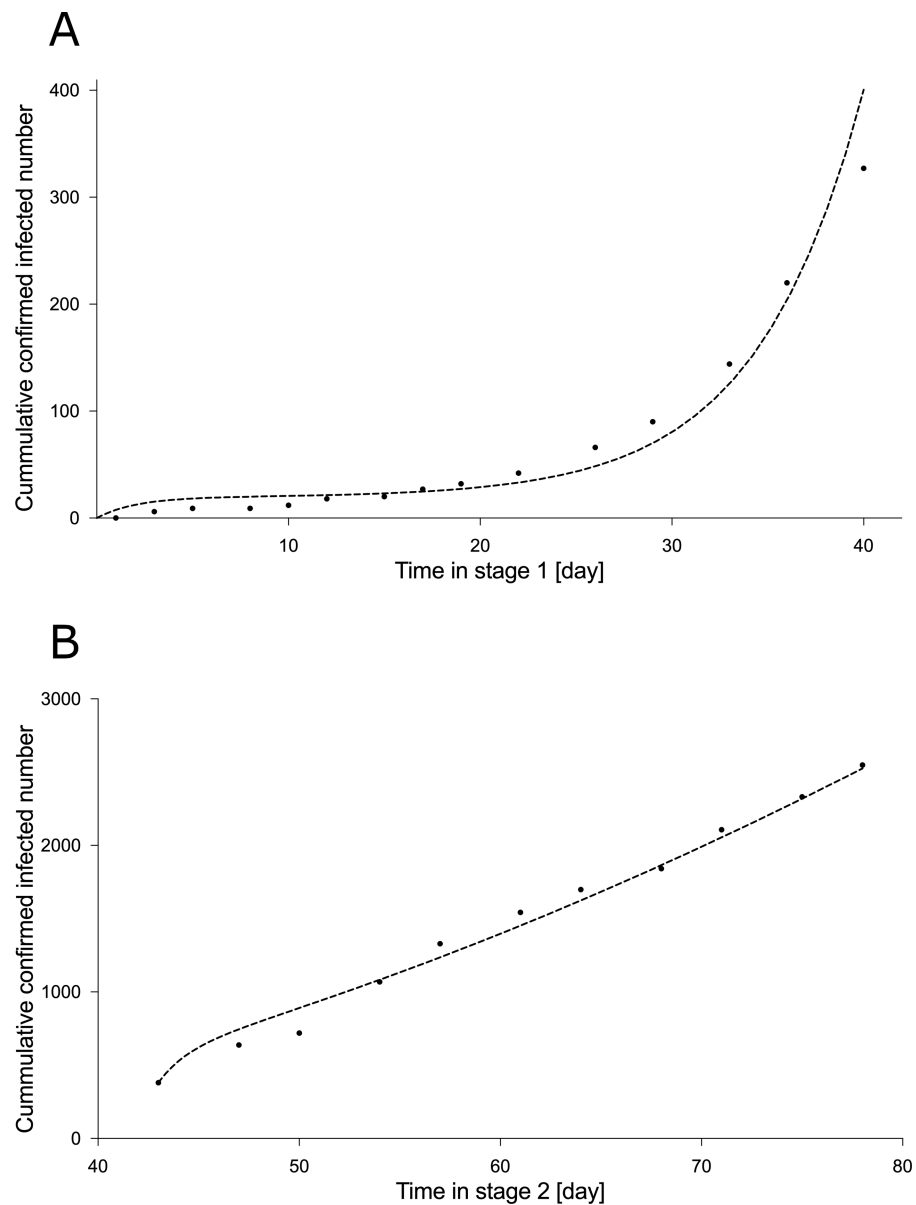 A
Cummulative confirmed infected number
400
300
200
100
0
10 20 30 40
Time in stage 1 [day]
B
Cummulative confirmed infected number
3000
2000
1000
0
40 50 60 70 80
Time in stage 2 [day]